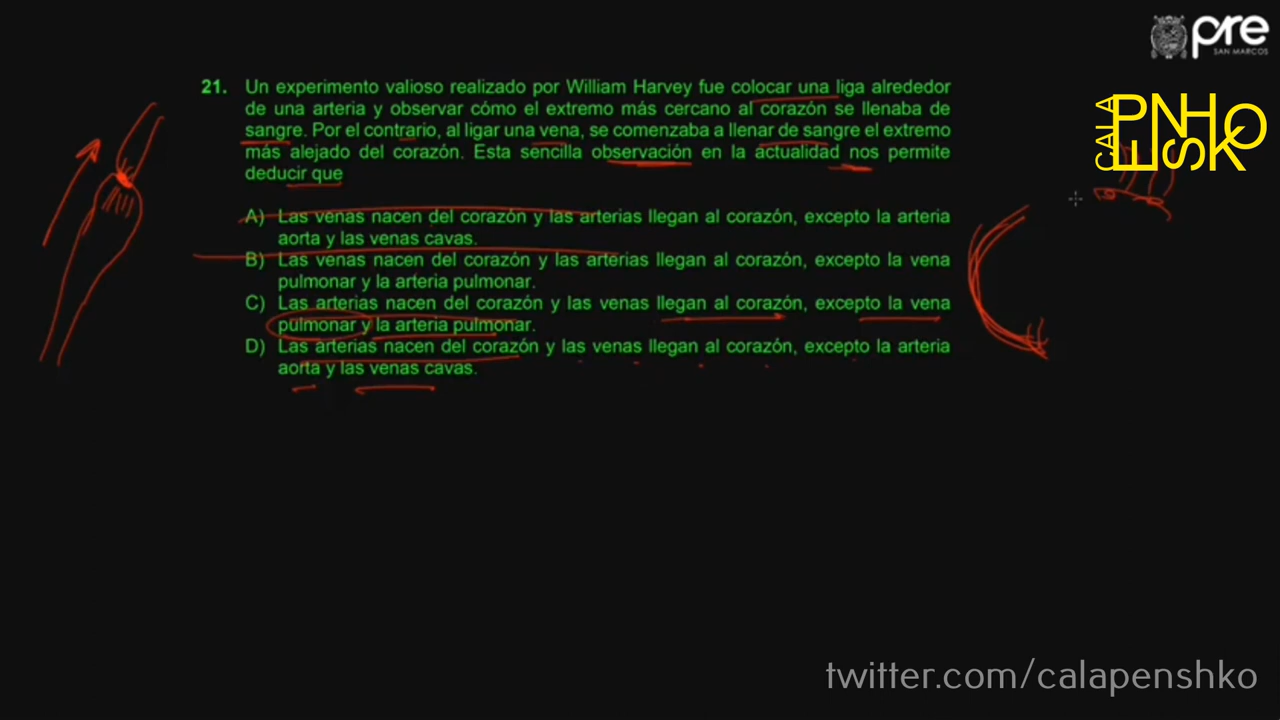 pre
SAN MARCOS
CALA
PENSHKO
21. Un experimento valioso realizado por William Harvey fue colocar una liga alrededor
de una arteria y observar cómo el extremo más cercano al corazón se llenaba de
sangre. Por el contrario, al ligar una vena, se comenzaba a llenar de sangre el extremo
más alejado del corazón. Esta sencilla observación en la actualidad nos permite
deducir que
A) Las venas nacen del corazón y las arterias llegan al corazón, excepto la arteria
aorta y las venas cavas.
B) Las venas nacen del corazón y las arterias llegan al corazón, excepto la vena
pulmonar y la arteria pulmonar.
C) Las arterias nacen del corazón y las venas llegan al corazón, excepto la vena
pulmonar y la arteria pulmonar.
D) Las arterias nacen del corazón y las venas llegan al corazón, excepto la arteria
aorta y las venas cavas.
twitter.com/calapenshko